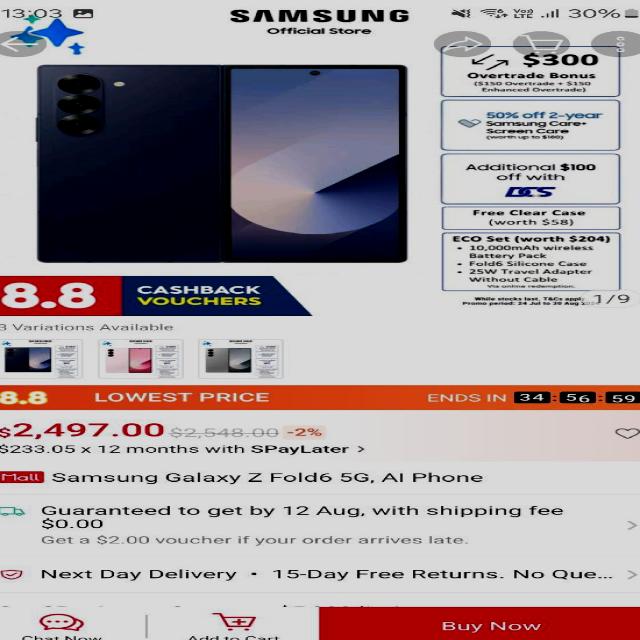 13:03
VoD LTE
30%
SAMSUNG
Official Store
$300
Overtrade Bonus
($150 Overtrade + $150
Enhanced Overtrade)
50% off 2-year
Samsung Care+
Screen Care
(worth up to $160)
Additional $100
off with
DCS
Free Clear Case
(worth $58)
ECO Set (worth $204)
• 10,000mAh wireless
Battery Pack
• Fold6 Silicone Case
• 25W Travel Adapter
Without Cable
Via online redemption.
While stocks last, T&Cs apply
Promo period: 24 Jul to 30 Aug
1/9
8.8
CASHBACK
VOUCHERS
3 Variations Available
8.8
LOWEST PRICE
ENDS IN 34:56:59
$2,497.00 $2,548.00 -2%
$233.05 x 12 months with SPayLater >
Mall Samsung Galaxy Z Fold6 5G, AI Phone
Guaranteed to get by 12 Aug, with shipping fee
$0.00
Get a $2.00 voucher if your order arrives late.
Next Day Delivery • 15-Day Free Returns. No Que...
Chat Now
Add to Cart
Buy Now